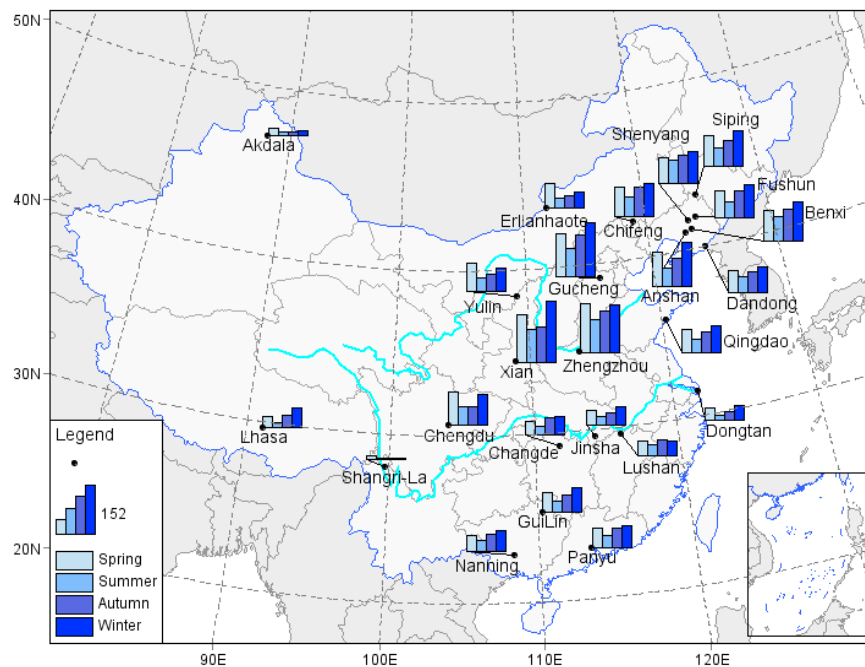 50N
40N
30N
20N
90E
100E
110E
120E
Siping
Shenyang
Akdala
Fushun
Benxi
Erlianhaote
Chifeng
Gucheng
Anshan
Dandong
Yulin
Qingdao
Xian
Zhengzhou
Lhasa
Chengdu
Changde
Jinsha
Dongtan
Lushan
Shangri-La
GuiLin
Nanning
Panyu
Legend
152
Spring
Summer
Autumn
Winter